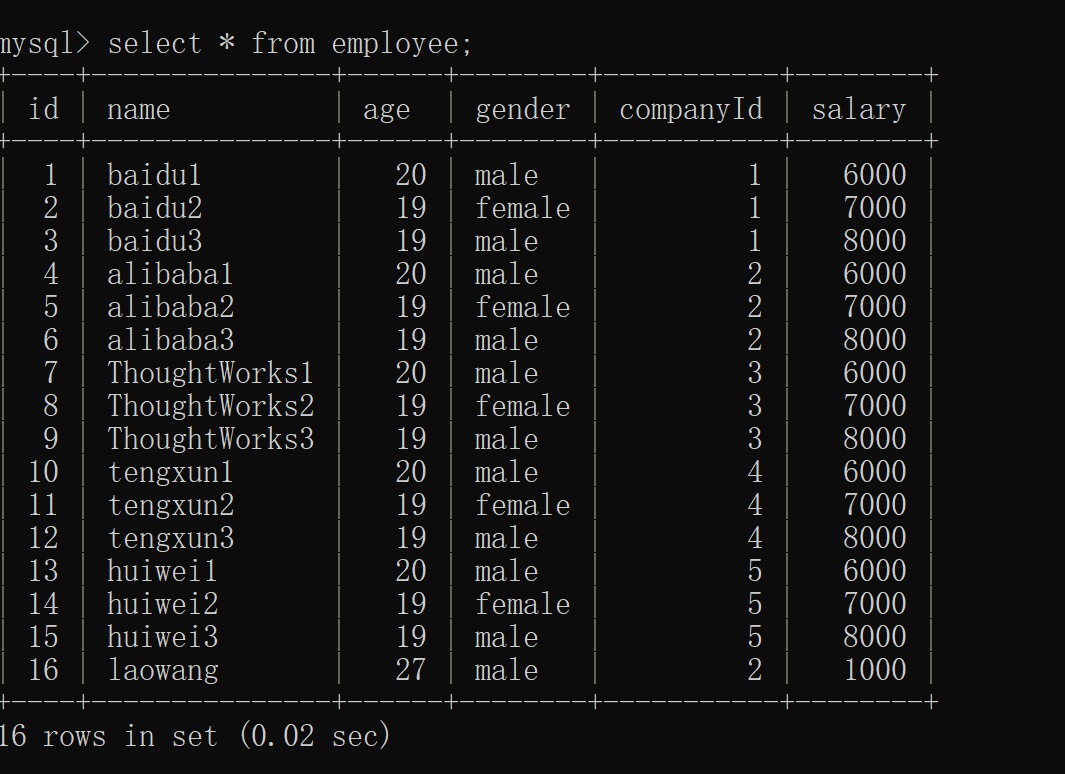 mysql> select * from employee;
+----+---------------+------+--------+-----------+--------+
| id | name | age | gender | companyId | salary |
+----+---------------+------+--------+-----------+--------+
| 1 | baidu1 | 20 | male | 1 | 6000 |
| 2 | baidu2 | 19 | female | 1 | 7000 |
| 3 | baidu3 | 19 | male | 1 | 8000 |
| 4 | alibaba1 | 20 | male | 2 | 6000 |
| 5 | alibaba2 | 19 | female | 2 | 7000 |
| 6 | alibaba3 | 19 | male | 2 | 8000 |
| 7 | ThoughtWorks1 | 20 | male | 3 | 6000 |
| 8 | ThoughtWorks2 | 19 | female | 3 | 7000 |
| 9 | ThoughtWorks3 | 19 | male | 3 | 8000 |
| 10 | tengxun1 | 20 | male | 4 | 6000 |
| 11 | tengxun2 | 19 | female | 4 | 7000 |
| 12 | tengxun3 | 19 | male | 4 | 8000 |
| 13 | huiwei1 | 20 | male | 5 | 6000 |
| 14 | huiwei2 | 19 | female | 5 | 7000 |
| 15 | huiwei3 | 19 | male | 5 | 8000 |
| 16 | laowang | 27 | male | 2 | 1000 |
+----+---------------+------+--------+-----------+--------+
16 rows in set (0.02 sec)